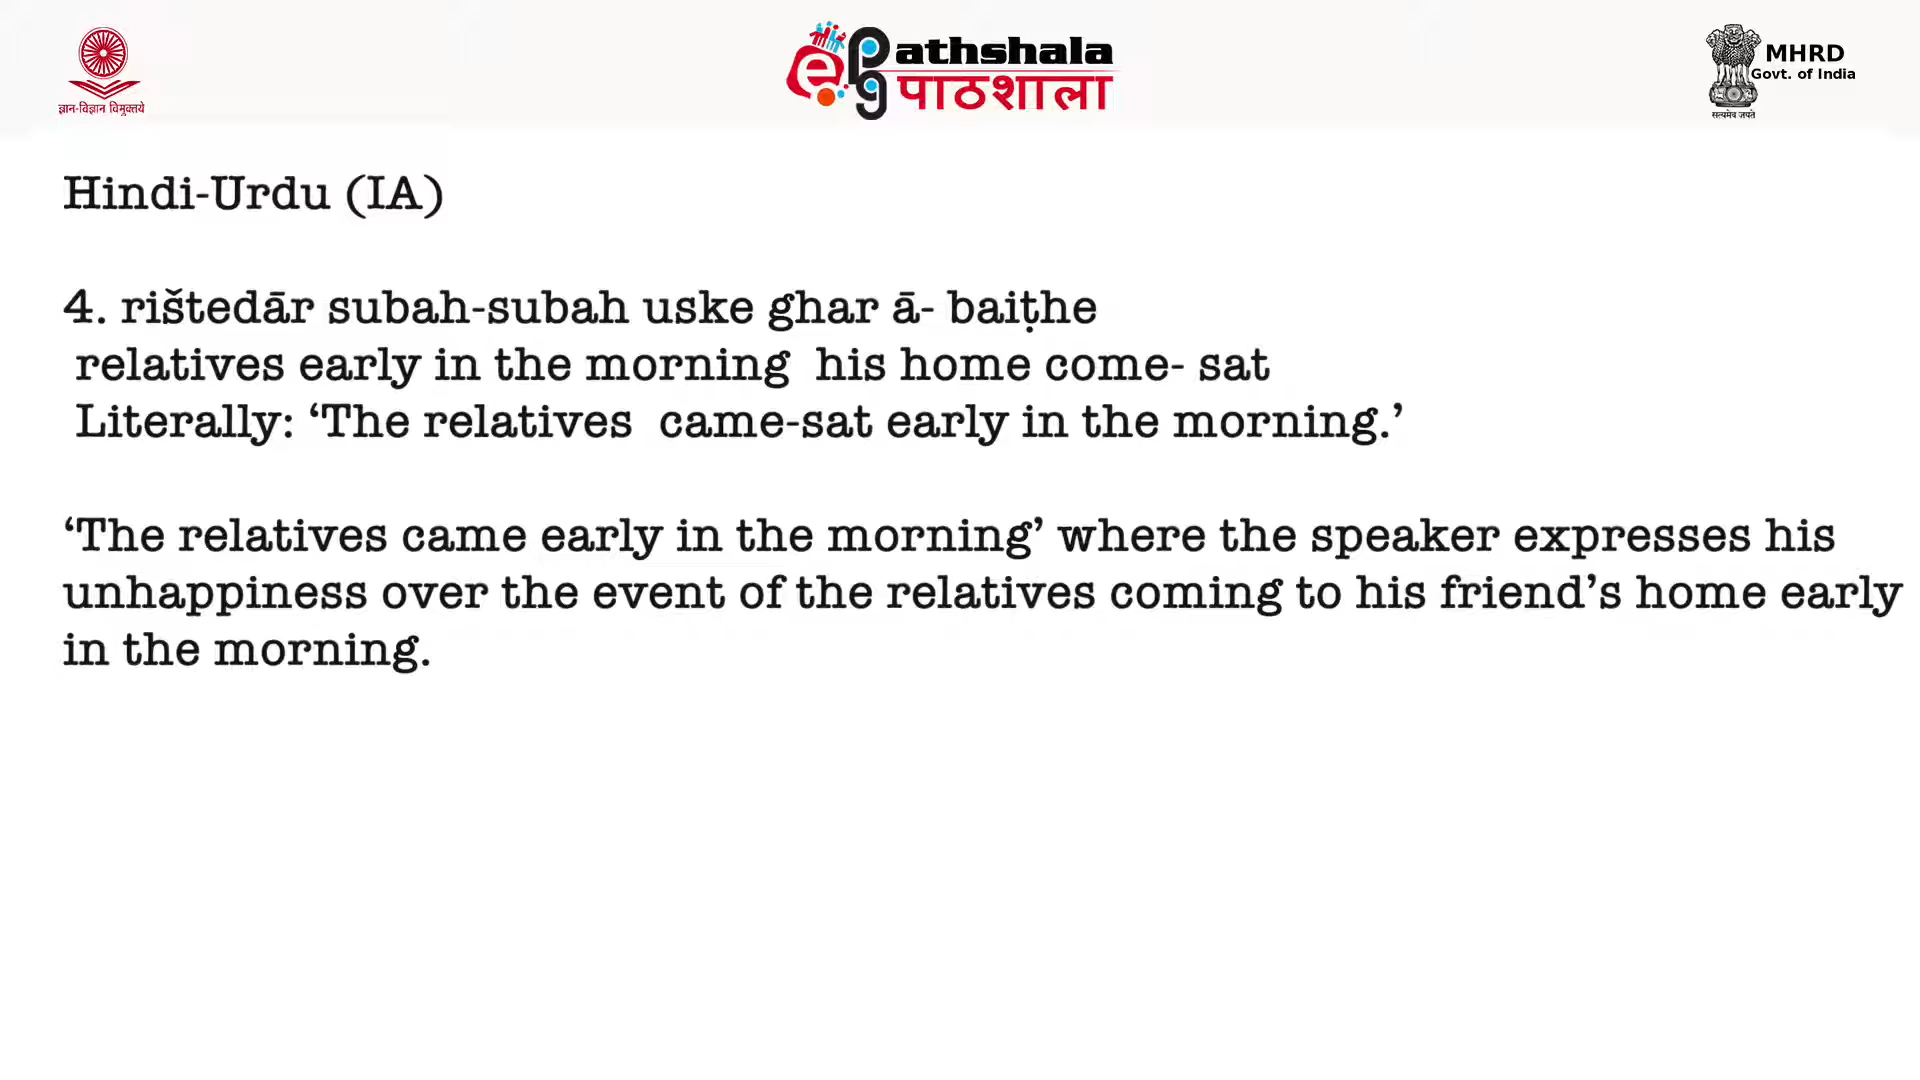 ज्ञान-विज्ञान विमुक्तये
e pg athshala
पाठशाला
MHRD
Govt. of India
सत्यमेव जयते
Hindi-Urdu (IA)
4. rištedār subah-subah uske ghar ā- baiṭhe
relatives early in the morning his home come- sat
Literally: ‘The relatives came-sat early in the morning.’
‘The relatives came early in the morning’ where the speaker expresses his
unhappiness over the event of the relatives coming to his friend’s home early
in the morning.